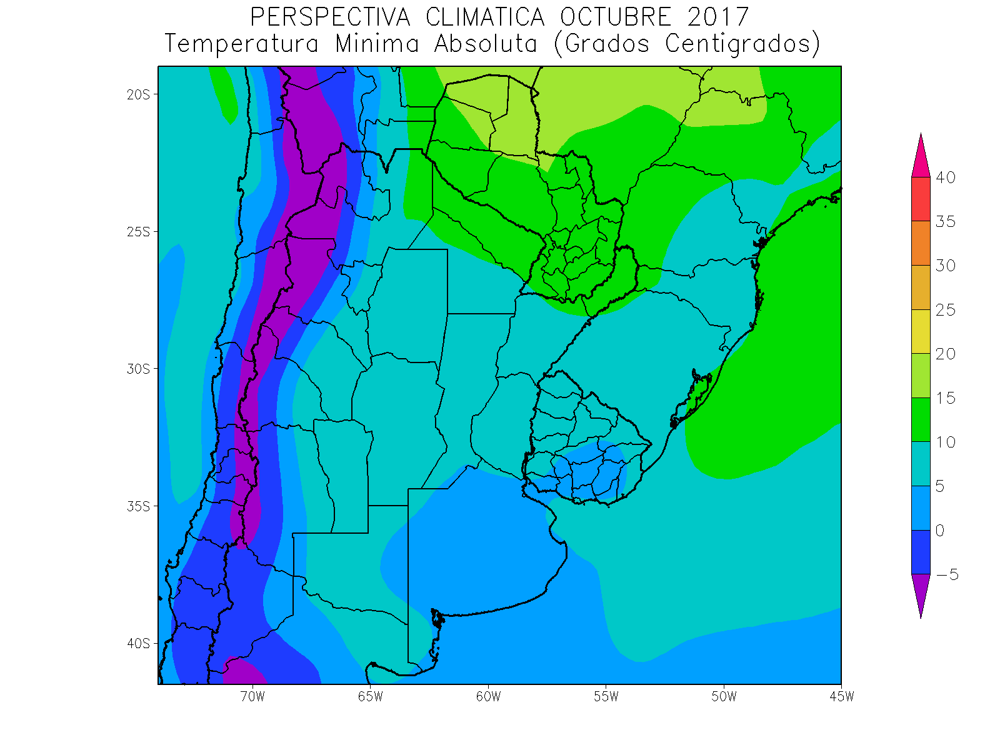 PERSPECTIVA CLIMATICA OCTUBRE 2017
Temperatura Minima Absoluta (Grados Centigrados)
20S
25S
30S
35S
40S
70W
65W
60W
55W
50W
45W
40
35
30
25
20
15
10
5
0
−5